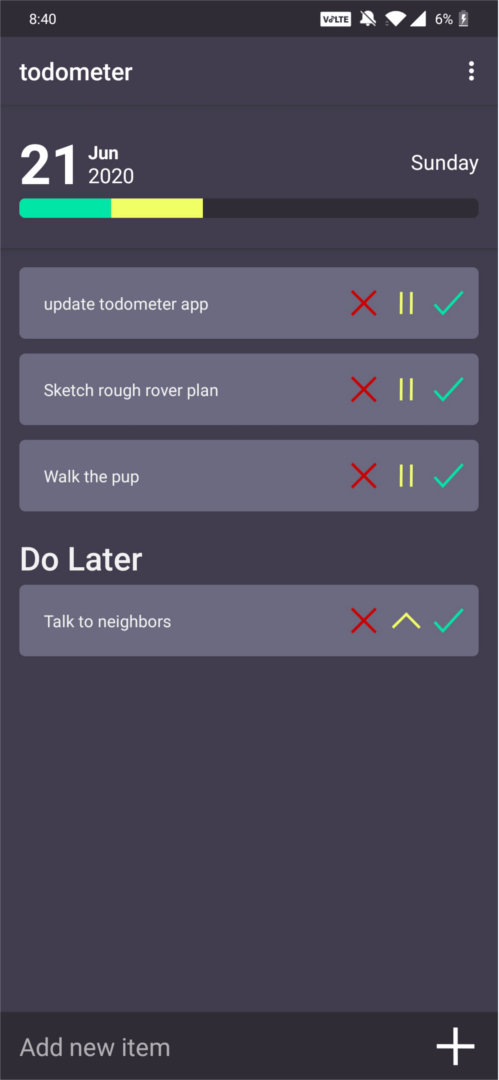 8:40 VoLTE 6%
todometer
21 Jun 2020 Sunday
update todometer app
Sketch rough rover plan
Walk the pup
Do Later
Talk to neighbors
Add new item